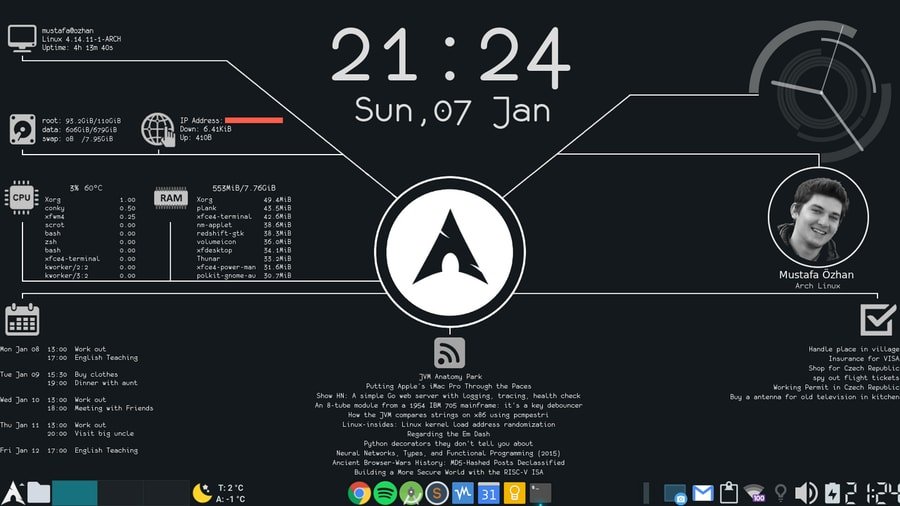 mustafa@ozhan
Linux 4.14.11-1-ARCH
Uptime: 4h 13m 40s
21:24
Sun,07 Jan
root: 93.2GiB/110GiB
data: 606GiB/679GiB
swap: 0B /7.95GiB
IP Address:
Down: 6.41KiB
Up: 410B
CPU
3% 60°C
Xorg 1.00
conky 0.50
xfwm4 0.25
scrot 0.00
bash 0.00
zsh 0.00
bash 0.00
xfce4-terminal 0.00
kworker/2:2 0.00
kworker/3:2 0.00
RAM
553MiB/7.76GiB
Xorg 49.4MiB
plank 43.5MiB
xfce4-terminal 42.6MiB
nm-applet 38.6MiB
redshift-gtk 38.3MiB
volumeicon 36.0MiB
xfdesktop 34.1MiB
Thunar 33.2MiB
xfce4-power-man 31.6MiB
polkit-gnome-au 30.7MiB
Mustafa Özhan
Arch Linux
Mon Jan 08 13:00 Work out
17:00 English Teaching
Tue Jan 09 15:30 Buy clothes
19:00 Dinner with aunt
Wed Jan 10 13:00 Work out
18:00 Meeting with Friends
Thu Jan 11 13:00 Work out
20:00 Visit big uncle
Fri Jan 12 17:00 English Teaching
JVM Anatomy Park
Putting Apple's iMac Pro Through the Paces
Show HN: A simple Go web server with logging, tracing, health check
An 8-tube module from a 1954 IBM 705 mainframe: it's a key debouncer
How the JVM compares strings on x86 using pcmpestri
Linux-insides: Linux kernel load address randomization
Regarding the Em Dash
Python decorators they don't tell you about
Neural Networks, Types, and Functional Programming (2015)
Ancient Browser-Wars History: MD5-Hashed Posts Declassified
Building a More Secure World with the RISC-V ISA
Handle place in village
Insurance for VISA
Shop for Czech Republic
spy out flight tickets
Working Permit in Czech Republic
Buy a antenna for old television in kitchen
T: 2 °C
A: -1 °C
31
100
21:24